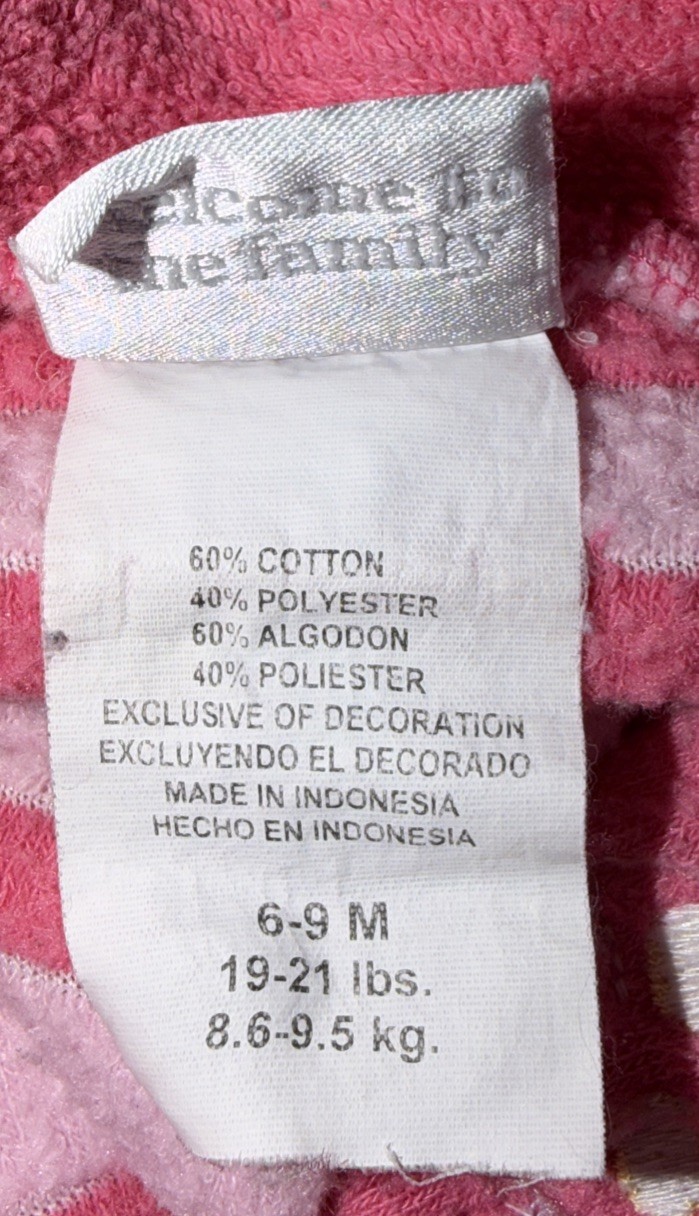 elcome to
the family
60% COTTON
40% POLYESTER
60% ALGODON
40% POLIESTER
EXCLUSIVE OF DECORATION
EXCLUYENDO EL DECORADO
MADE IN INDONESIA
HECHO EN INDONESIA
6-9 M
19-21 lbs.
8.6-9.5 kg.